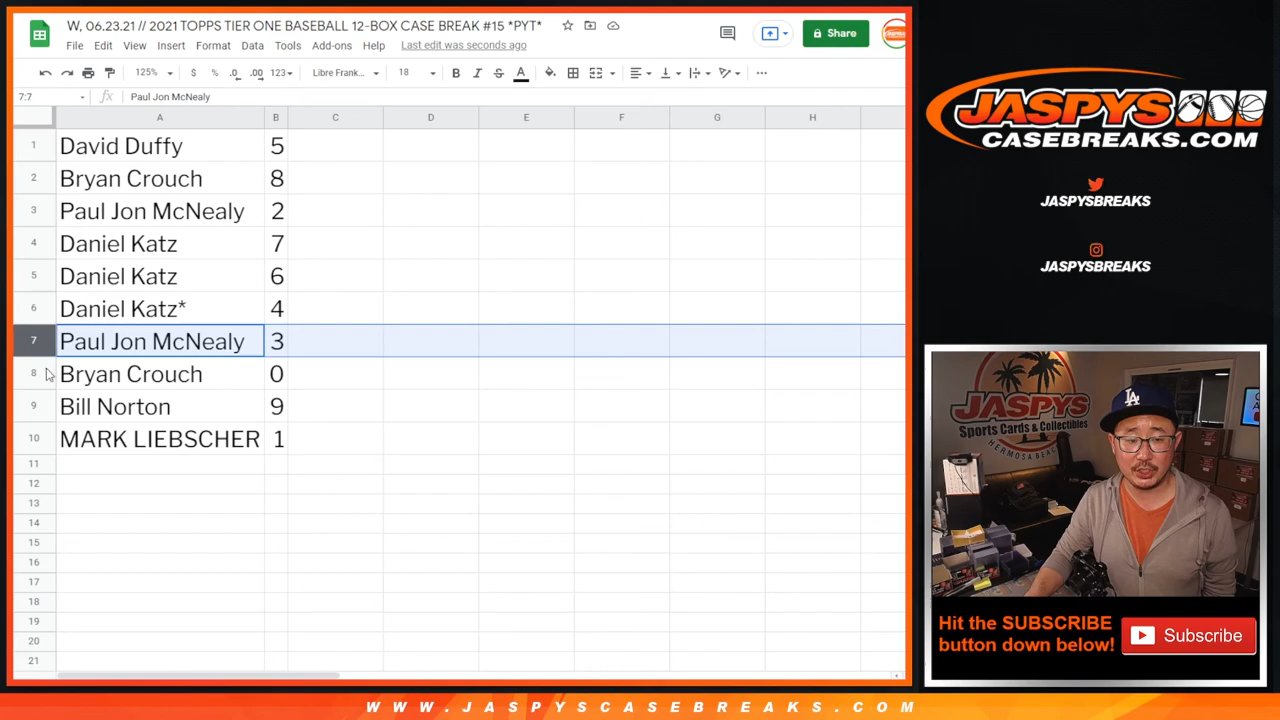 W, 06.23.21 // 2021 TOPPS TIER ONE BASEBALL 12-BOX CASE BREAK #15 *PYT*
File Edit View Insert Format Data Tools Add-ons Help Last edit was seconds ago
Share
125% $ % .0 .00 123 Libre Frank... 18 B I S A
7:7 fx Paul Jon McNealy
A B C D E F G H
1 David Duffy 5
2 Bryan Crouch 8
3 Paul Jon McNealy 2
4 Daniel Katz 7
5 Daniel Katz 6
6 Daniel Katz* 4
7 Paul Jon McNealy 3
8 Bryan Crouch 0
9 Bill Norton 9
10 MARK LIEBSCHER 1
11
12
13
14
15
16
17
18
19
20
21
JASPYS
CASEBREAKS.COM
JASPYSBREAKS
JASPYSBREAKS
JASPYS
Sports Cards & Collectibles
HERMOSA BEACH
LA
Hit the SUBSCRIBE
button down below!
Subscribe
WWW.JASPYSCASEBREAKS.COM